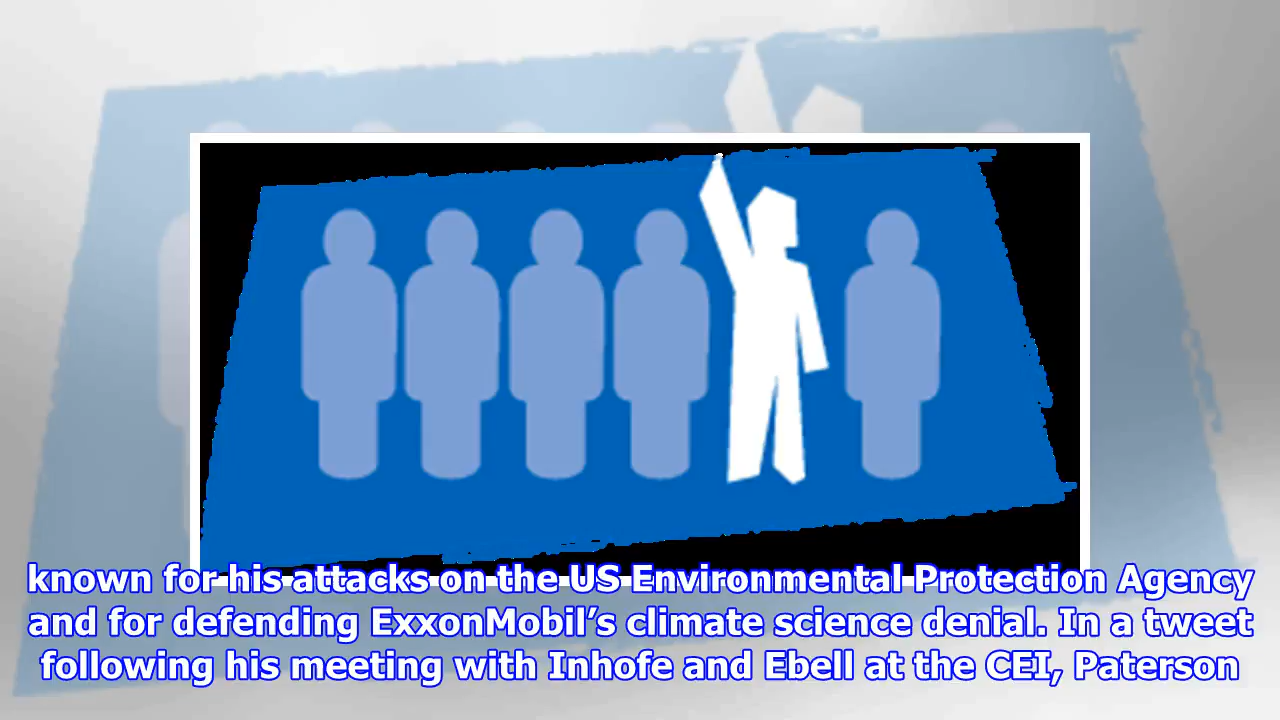 known for his attacks on the US Environmental Protection Agency
and for defending ExxonMobil’s climate science denial. In a tweet
following his meeting with Inhofe and Ebell at the CEI, Paterson